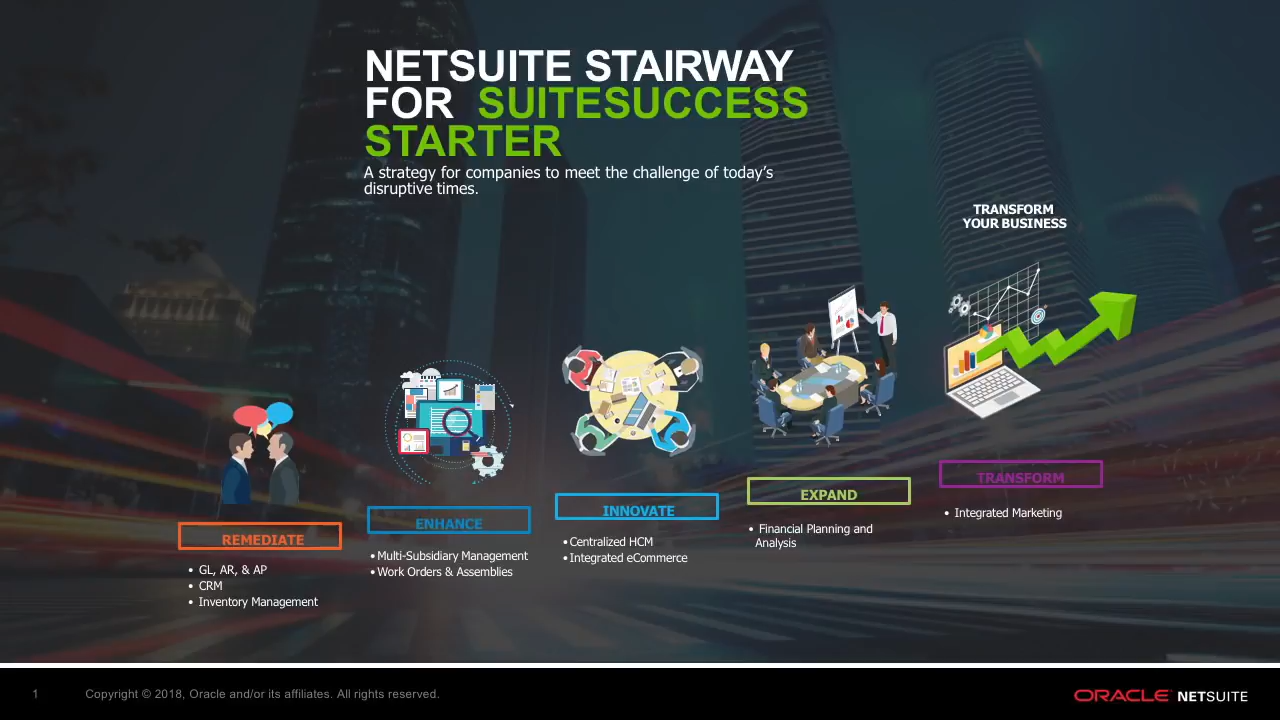 NETSUITE STAIRWAY
FOR SUITESUCCESS
STARTER
A strategy for companies to meet the challenge of today’s
disruptive times.
TRANSFORM
YOUR BUSINESS
REMEDIATE
• GL, AR, & AP
• CRM
• Inventory Management
ENHANCE
• Multi-Subsidiary Management
• Work Orders & Assemblies
INNOVATE
• Centralized HCM
• Integrated eCommerce
EXPAND
• Financial Planning and
Analysis
TRANSFORM
• Integrated Marketing
1
Copyright © 2018, Oracle and/or its affiliates. All rights reserved.
ORACLE NETSUITE